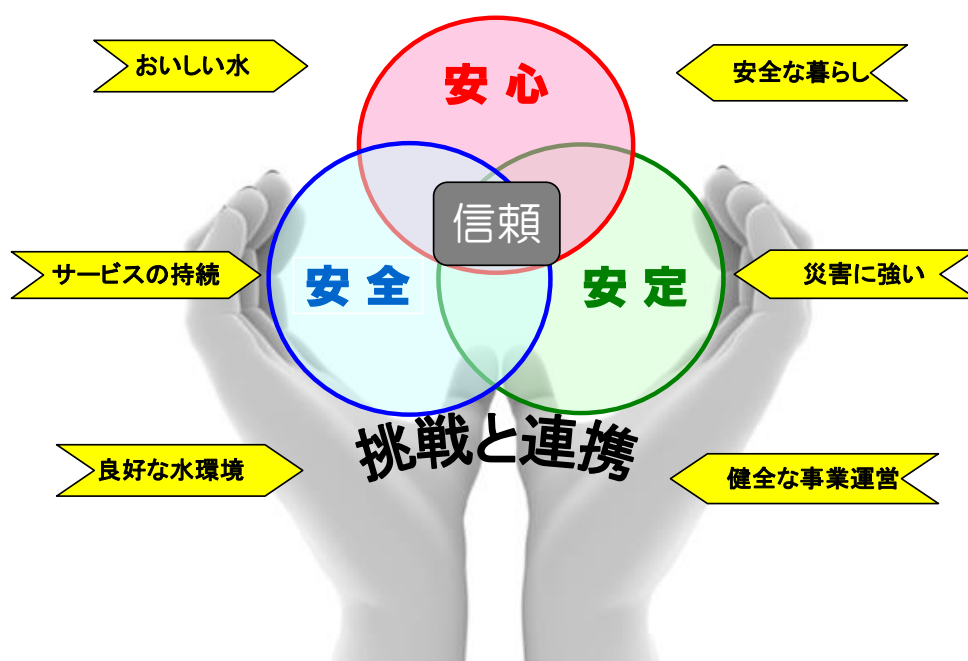 おいしい水
安心
安全な暮らし
信頼
サービスの持続
安全
安定
災害に強い
挑戦と連携
良好な水環境
健全な事業運営